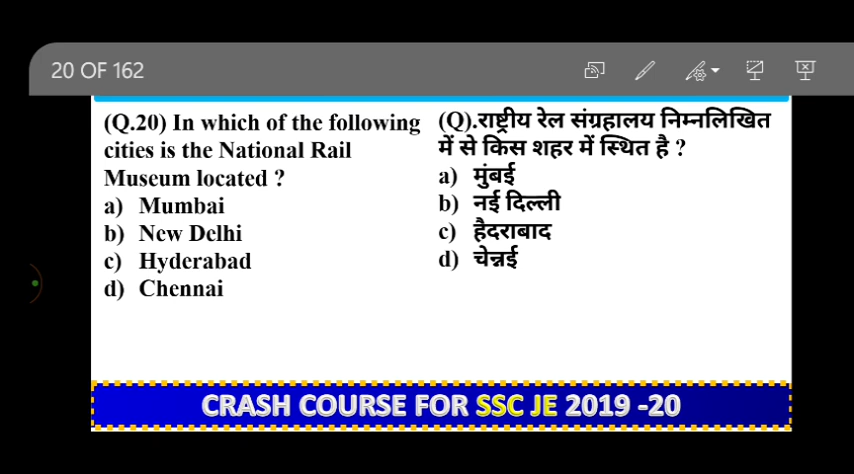 20 OF 162
(Q.20) In which of the following
cities is the National Rail
Museum located ?
a) Mumbai
b) New Delhi
c) Hyderabad
d) Chennai
(Q).राष्ट्रीय रेल संग्रहालय निम्नलिखित
में से किस शहर में स्थित है ?
a) मुंबई
b) नई दिल्ली
c) हैदराबाद
d) चेन्नई
CRASH COURSE FOR SSC JE 2019 -20